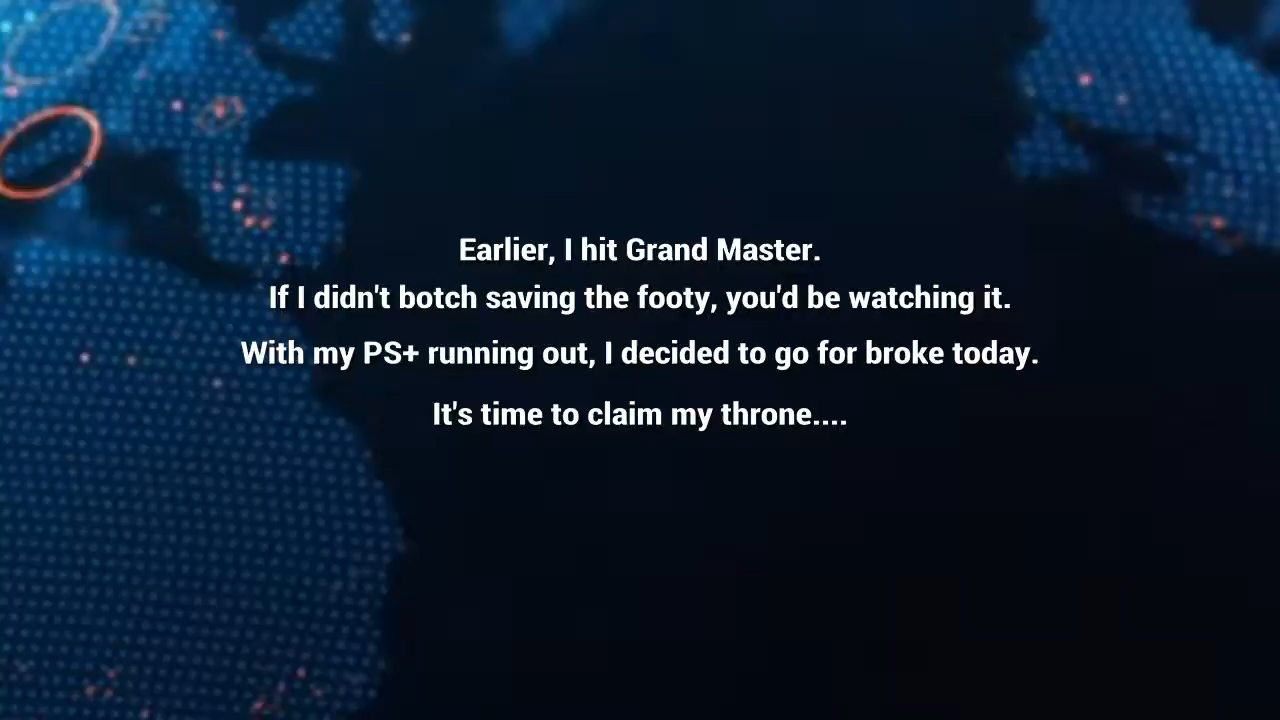 Earlier, I hit Grand Master.
If I didn't botch saving the footy, you'd be watching it.
With my PS+ running out, I decided to go for broke today.
It's time to claim my throne....